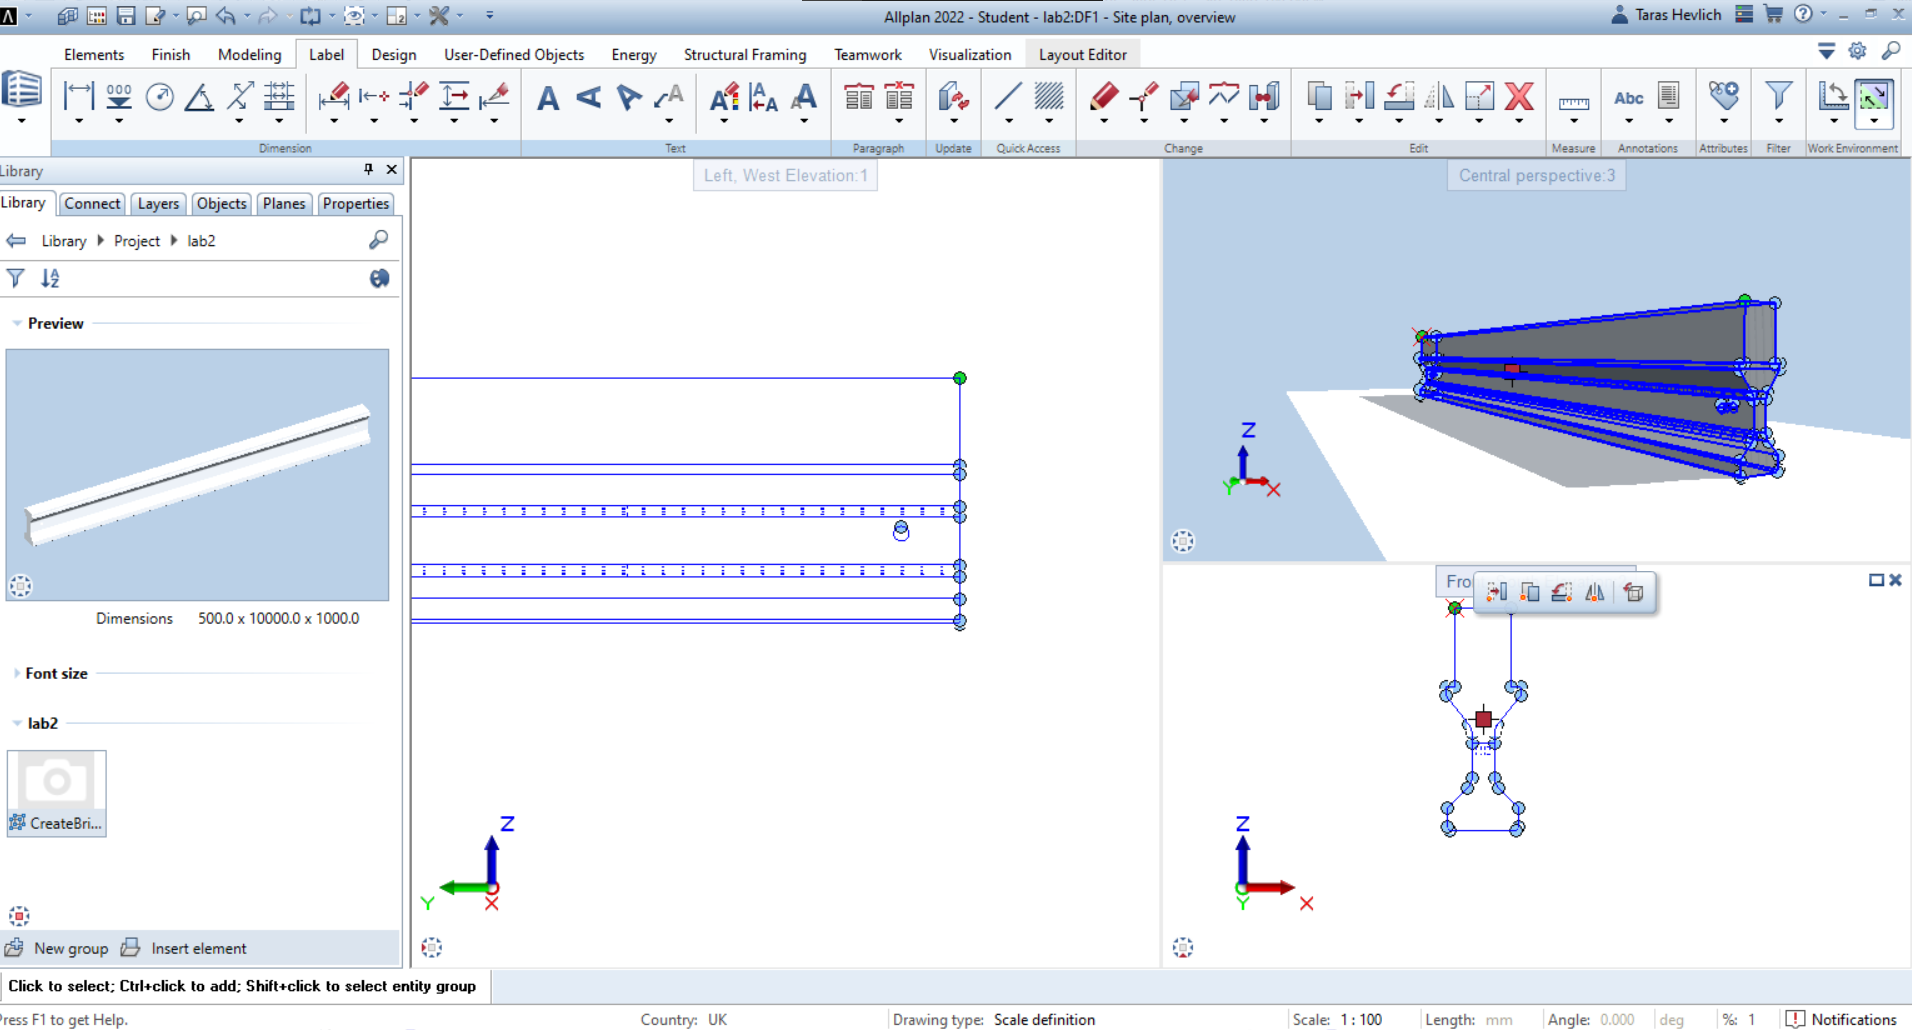 Allplan 2022 - Student - lab2:DF1 - Site plan, overview
Taras Hevlich
Elements Finish Modeling Label Design User-Defined Objects Energy Structural Framing Teamwork Visualization Layout Editor
Abc
Dimension Text Paragraph Update Quick Access Change Edit Measure Annotations Attributes Filter Work Environment
Library
Library Connect Layers Objects Planes Properties
Library Project lab2
Preview
Dimensions 500.0 x 10000.0 x 1000.0
Font size
lab2
CreateBri...
New group Insert element
Left, West Elevation:1
Z
Y
X
Central perspective:3
Z
Y
X
Fro
Z
Y
X
Click to select; Ctrl+click to add; Shift+click to select entity group
Press F1 to get Help. Country: UK Drawing type: Scale definition Scale: 1 : 100 Length: mm Angle: 0.000 deg %: 1 Notifications